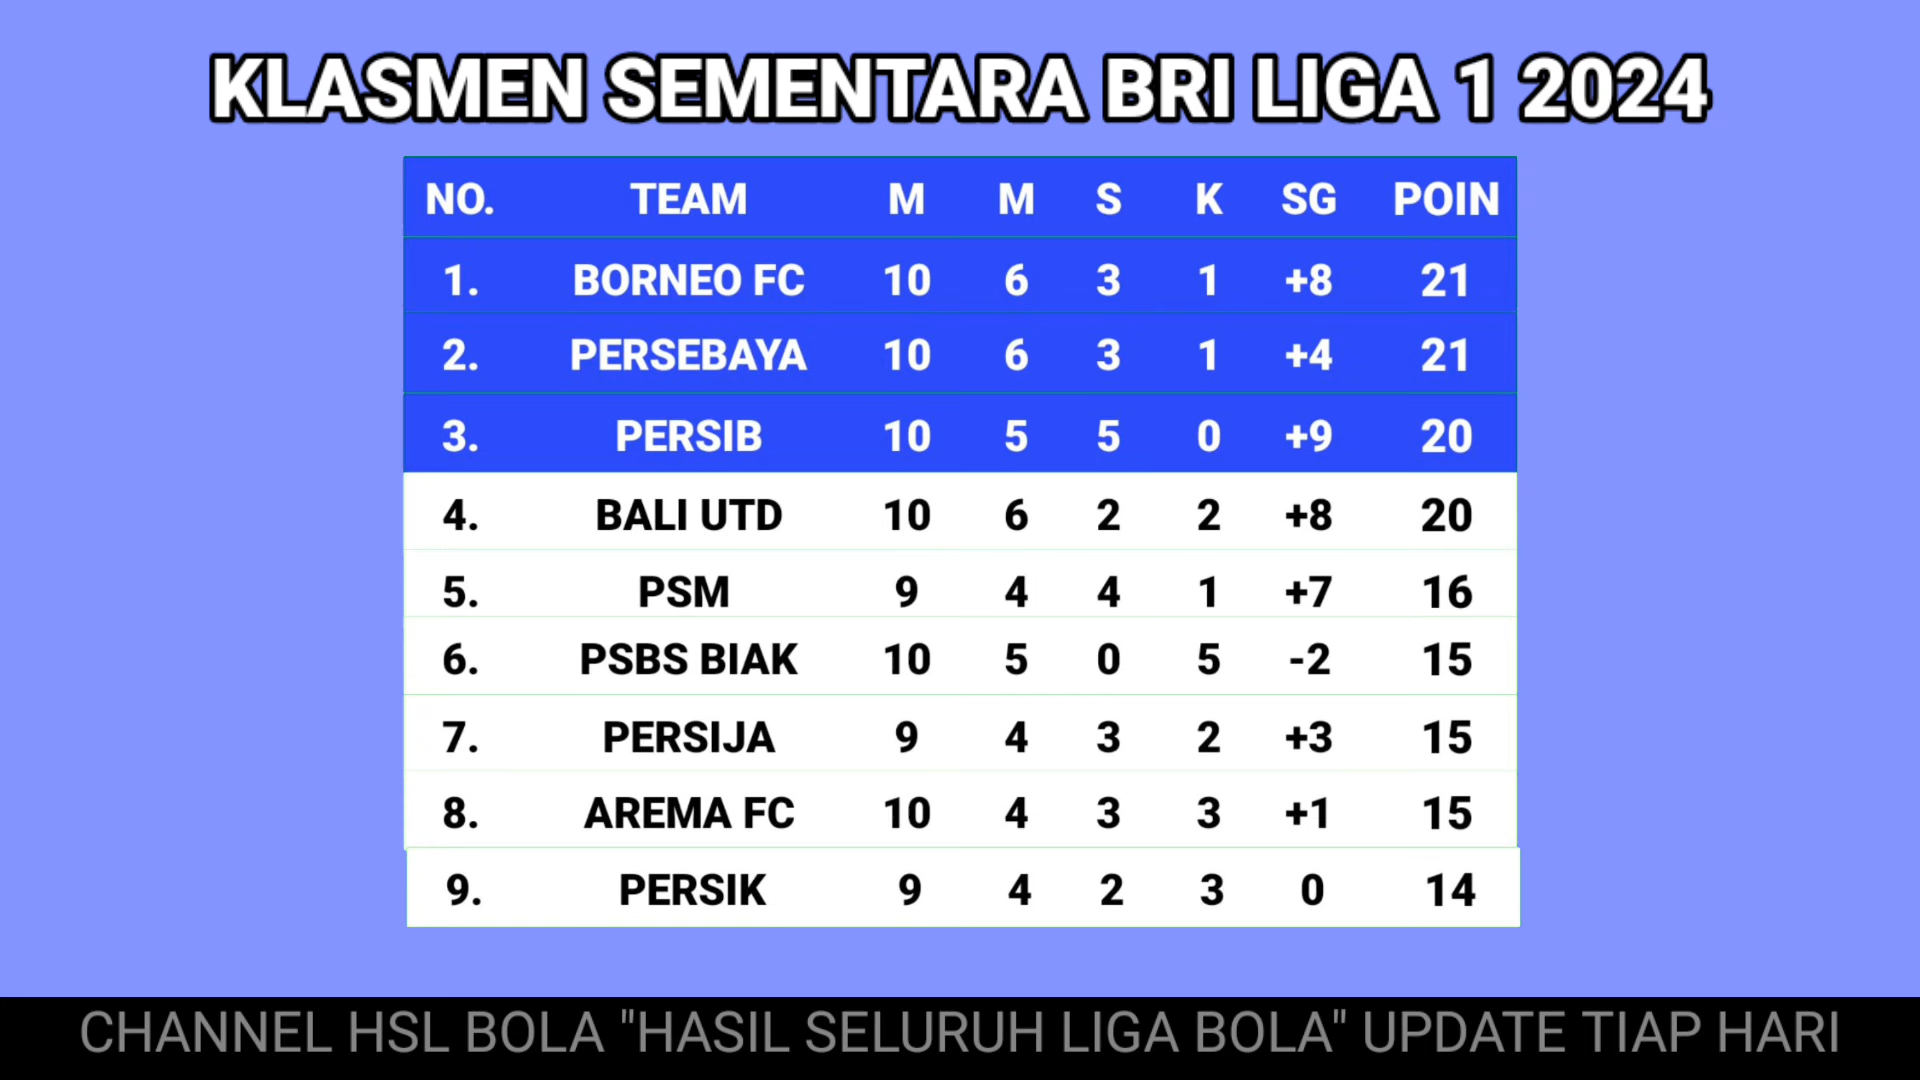 KLASMEN SEMENTARA BRI LIGA 1 2024
NO. TEAM M M S K SG POIN
1. BORNEO FC 10 6 3 1 +8 21
2. PERSEBAYA 10 6 3 1 +4 21
3. PERSIB 10 5 5 0 +9 20
4. BALI UTD 10 6 2 2 +8 20
5. PSM 9 4 4 1 +7 16
6. PSBS BIAK 10 5 0 5 -2 15
7. PERSIJA 9 4 3 2 +3 15
8. AREMA FC 10 4 3 3 +1 15
9. PERSIK 9 4 2 3 0 14
CHANNEL HSL BOLA "HASIL SELURUH LIGA BOLA" UPDATE TIAP HARI